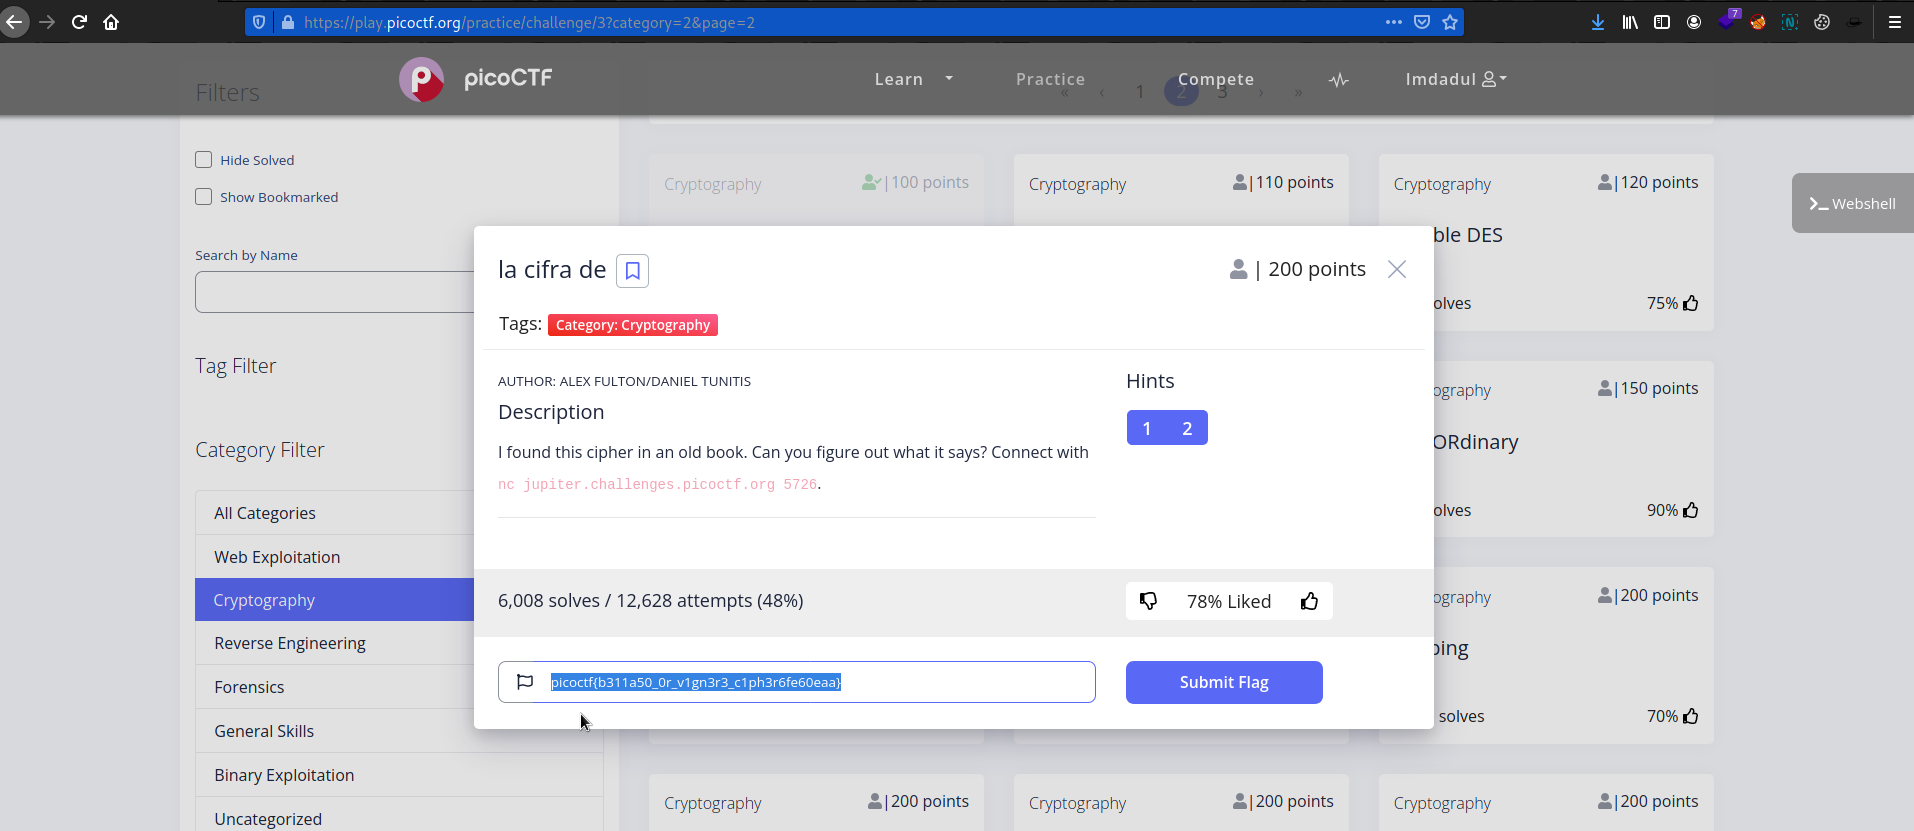 https://play.picoctf.org/practice/challenge/3?category=2&page=2
7
picoCTF
Learn
Practice
Compete
Imdadul
Filters
« ‹ 1 2 3 › »
Hide Solved
Show Bookmarked
Search by Name
Tag Filter
Category Filter
All Categories
Web Exploitation
Cryptography
Reverse Engineering
Forensics
General Skills
Binary Exploitation
Uncategorized
Cryptography |100 points
Cryptography |110 points
Cryptography |120 points
ble DES
olves 75%
ography |150 points
ORdinary
olves 90%
ography |200 points
ping
solves 70%
Cryptography |200 points
Cryptography |200 points
Cryptography |200 points
>_ Webshell
la cifra de
| 200 points
Tags: Category: Cryptography
AUTHOR: ALEX FULTON/DANIEL TUNITIS
Description
I found this cipher in an old book. Can you figure out what it says? Connect with
nc jupiter.challenges.picoctf.org 5726.
Hints
1 2
6,008 solves / 12,628 attempts (48%)
78% Liked
picoctf{b311a50_0r_v1gn3r3_c1ph3r6fe60eaa}
Submit Flag